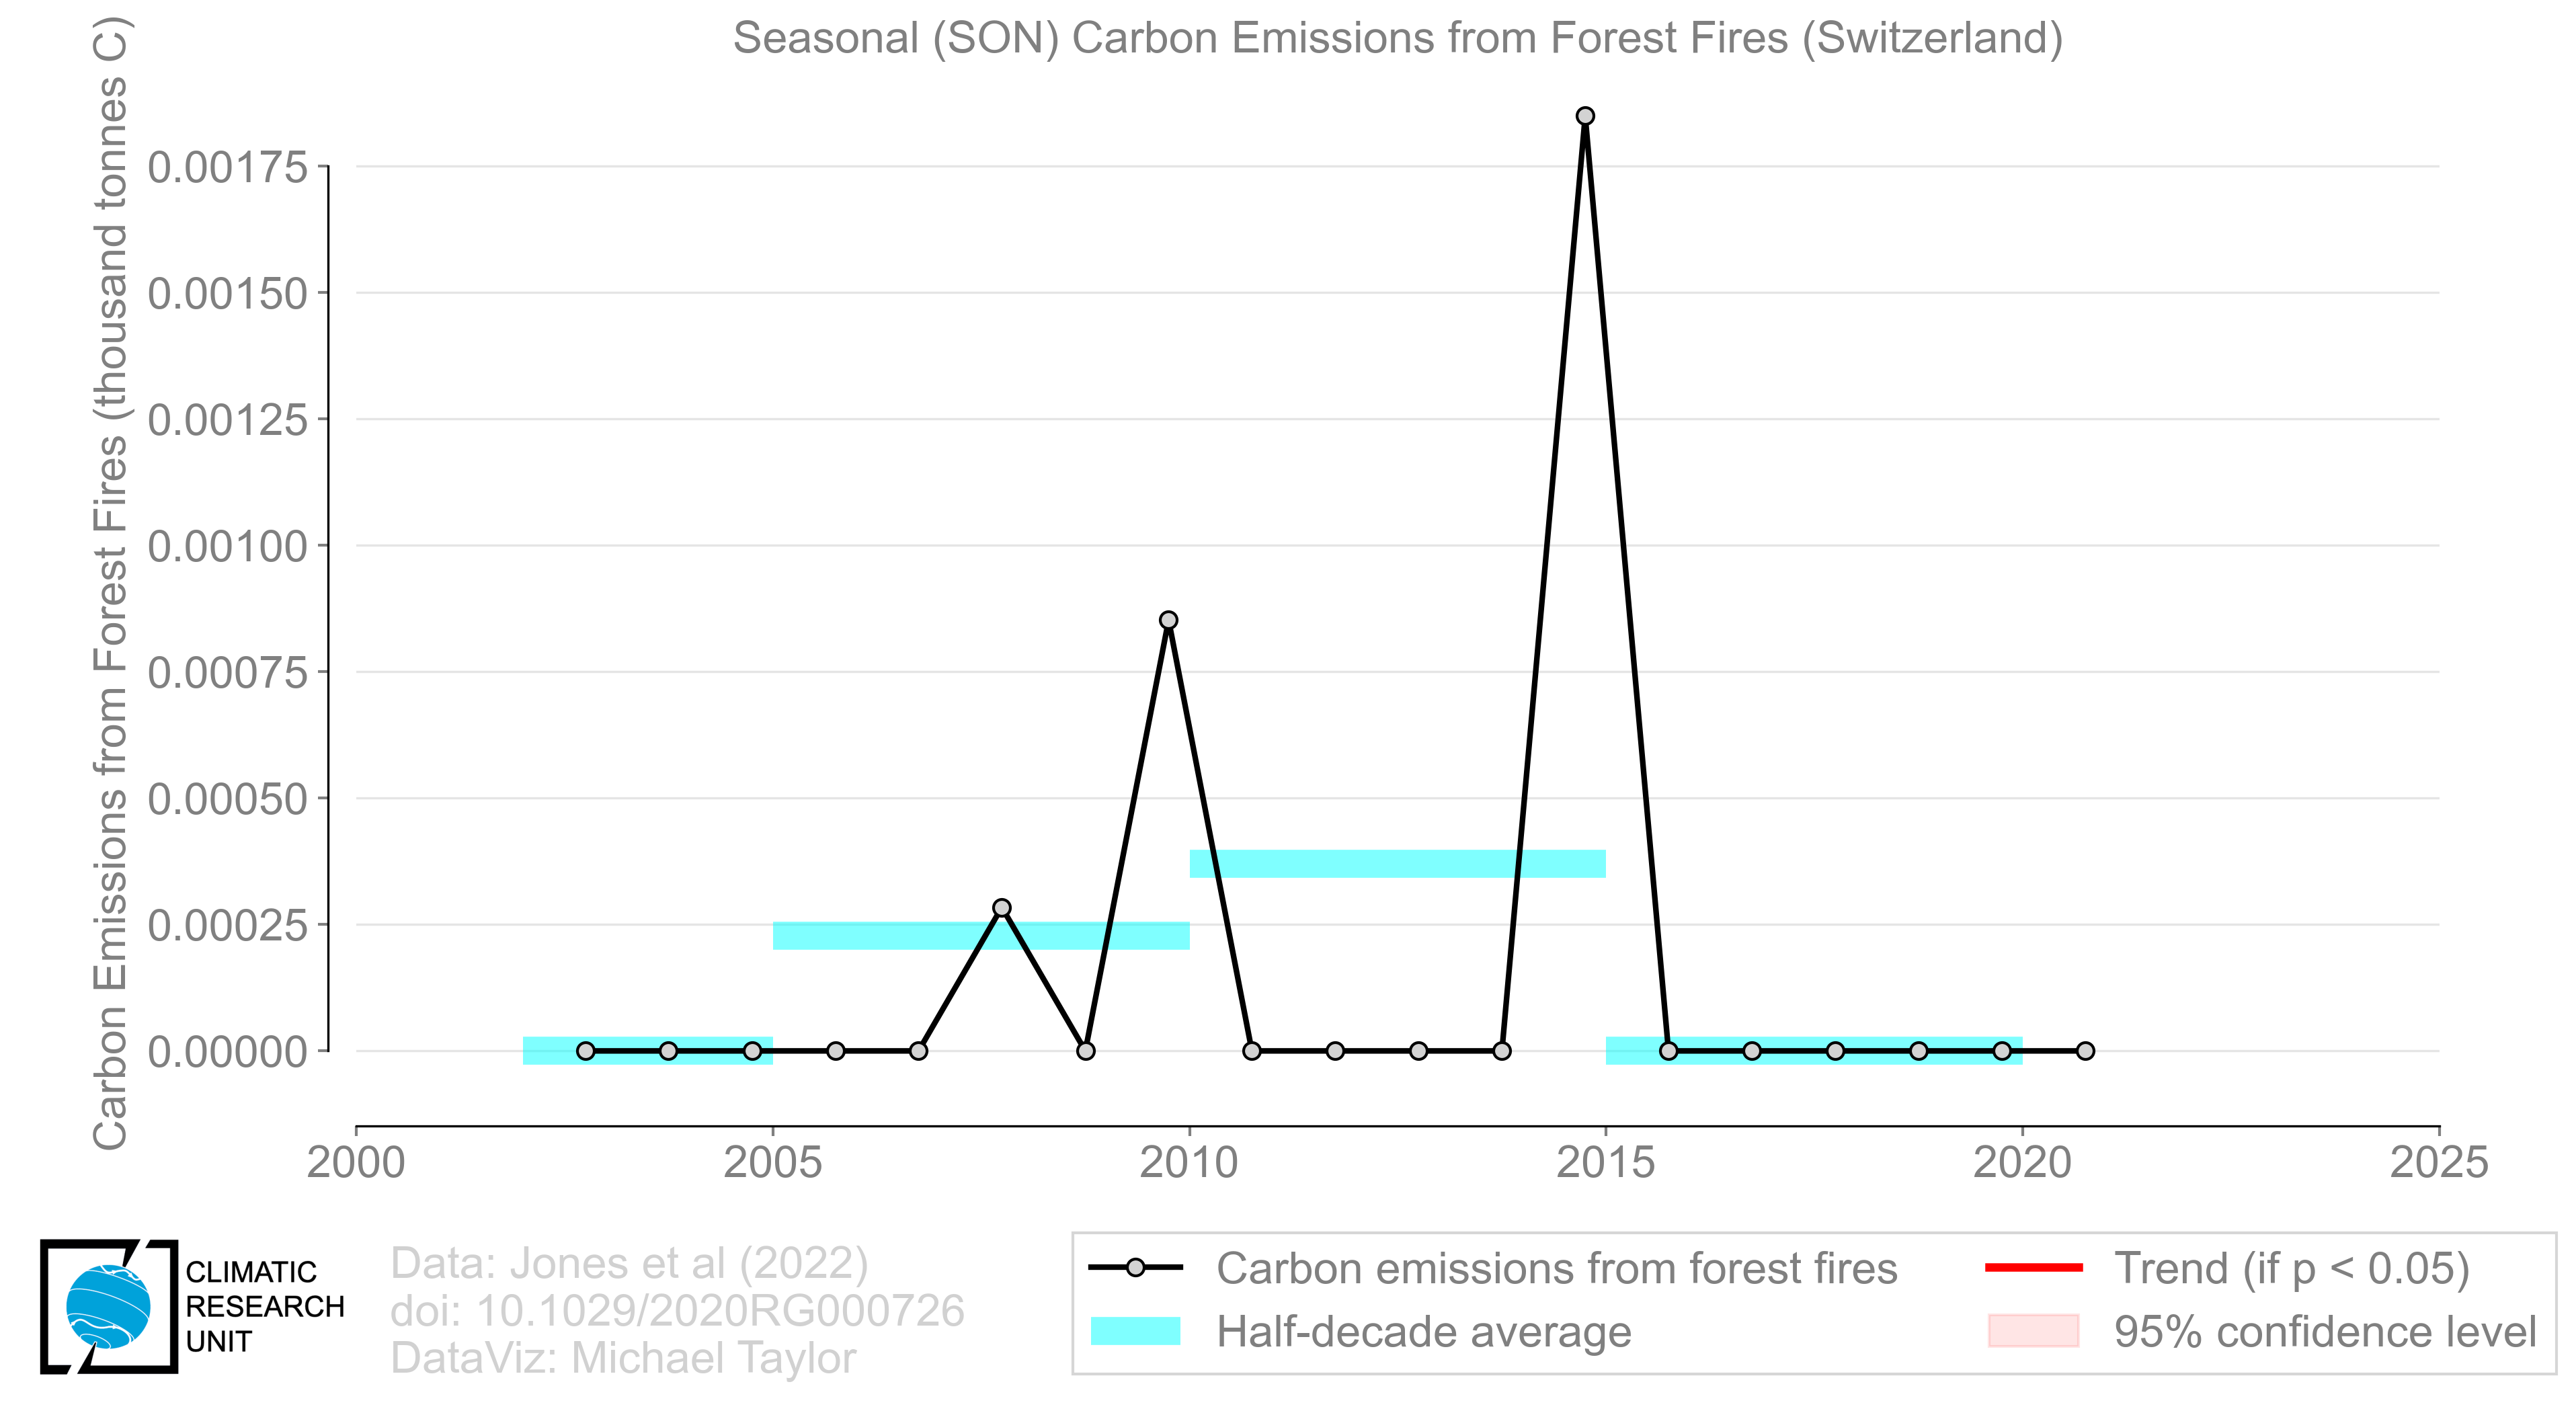 Seasonal (SON) Carbon Emissions from Forest Fires (Switzerland)
Carbon Emissions from Forest Fires (thousand tonnes C)
0.00175
0.00150
0.00125
0.00100
0.00075
0.00050
0.00025
0.00000
2000 2005 2010 2015 2020 2025
CLIMATIC
RESEARCH
UNIT
Data: Jones et al (2022)
doi: 10.1029/2020RG000726
DataViz: Michael Taylor
Carbon emissions from forest fires
Half-decade average
Trend (if p < 0.05)
95% confidence level